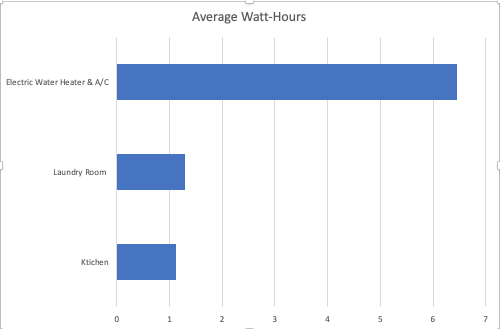 Average Watt-Hours
Electric Water Heater & A/C
Laundry Room
Ktichen
0 1 2 3 4 5 6 7